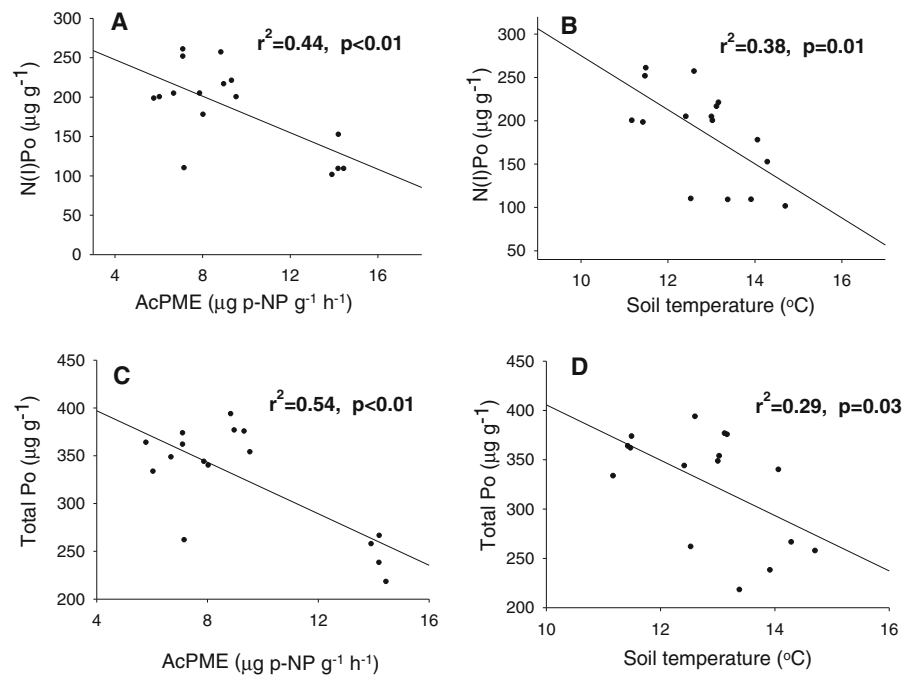 A
r²=0.44, p<0.01
N(I)Po (µg g⁻¹)
300
250
200
150
100
50
0
4
8
12
16
AcPME (µg p-NP g⁻¹ h⁻¹)
B
r²=0.38, p=0.01
N(I)Po (µg g⁻¹)
300
250
200
150
100
50
10
12
14
16
Soil temperature (°C)
C
r²=0.54, p<0.01
Total Po (µg g⁻¹)
450
400
350
300
250
200
4
8
12
16
AcPME (µg p-NP g⁻¹ h⁻¹)
D
r²=0.29, p=0.03
Total Po (µg g⁻¹)
450
400
350
300
250
200
10
12
14
16
Soil temperature (°C)